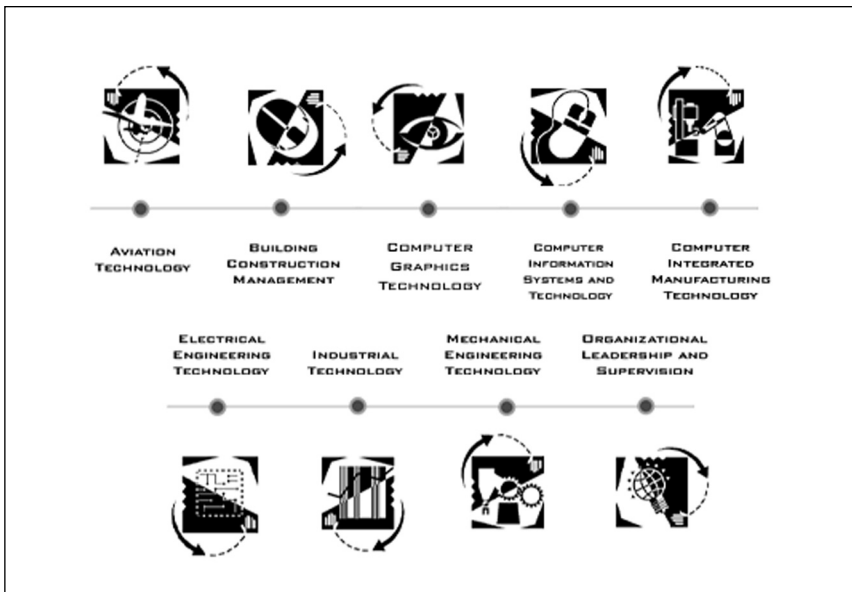 AVIATION
TECHNOLOGY
BUILDING
CONSTRUCTION
MANAGEMENT
COMPUTER
GRAPHICS
TECHNOLOGY
COMPUTER
INFORMATION
SYSTEMS AND
TECHNOLOGY
COMPUTER
INTEGRATED
MANUFACTURING
TECHNOLOGY
ELECTRICAL
ENGINEERING
TECHNOLOGY
INDUSTRIAL
TECHNOLOGY
MECHANICAL
ENGINEERING
TECHNOLOGY
ORGANIZATIONAL
LEADERSHIP AND
SUPERVISION